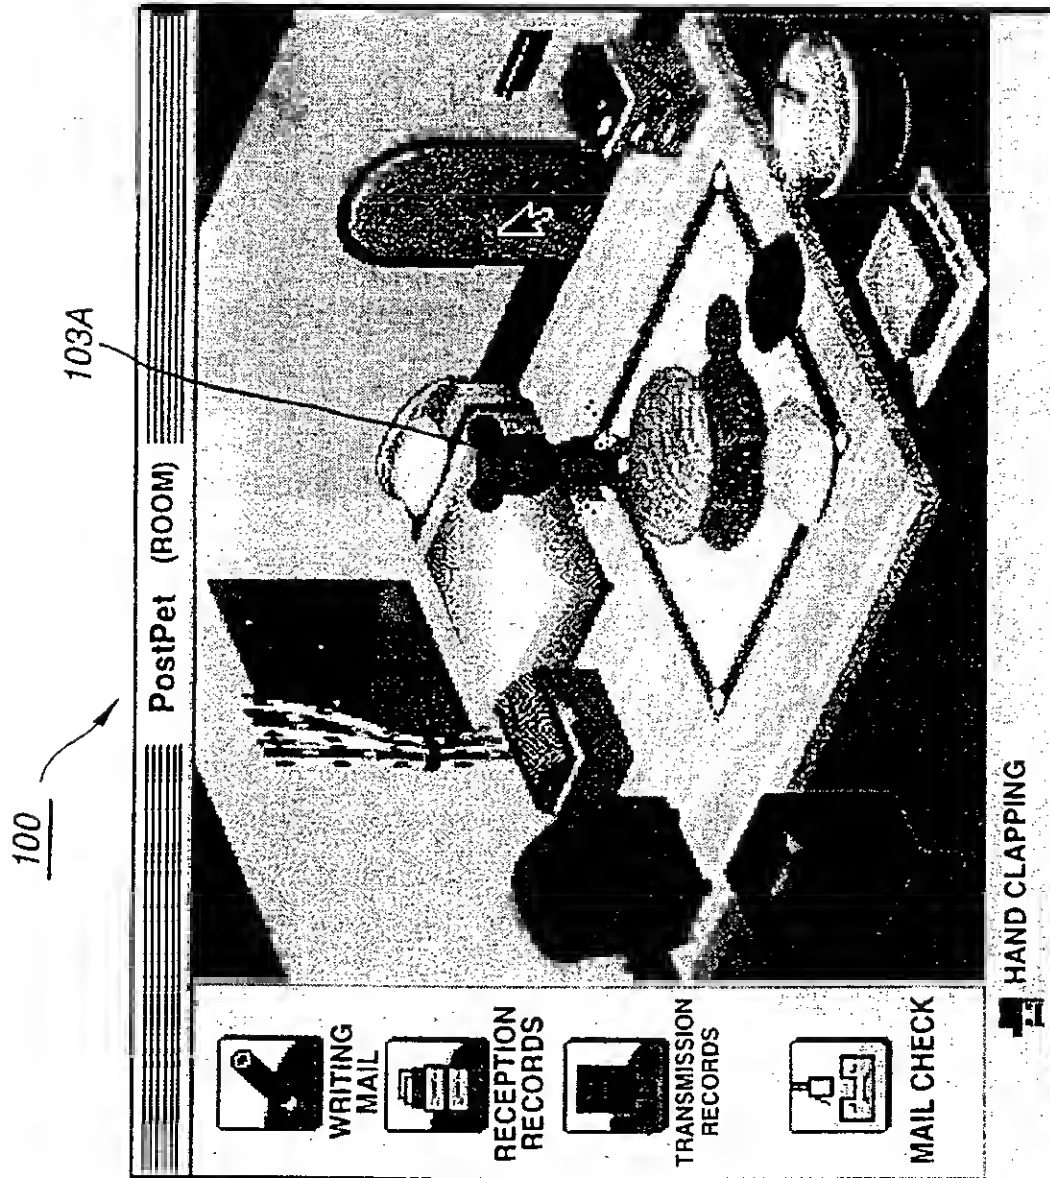 100
103A
PostPet (ROOM)
WRITING
MAIL
RECEPTION
RECORDS
TRANSMISSION
RECORDS
MAIL CHECK
HAND CLAPPING